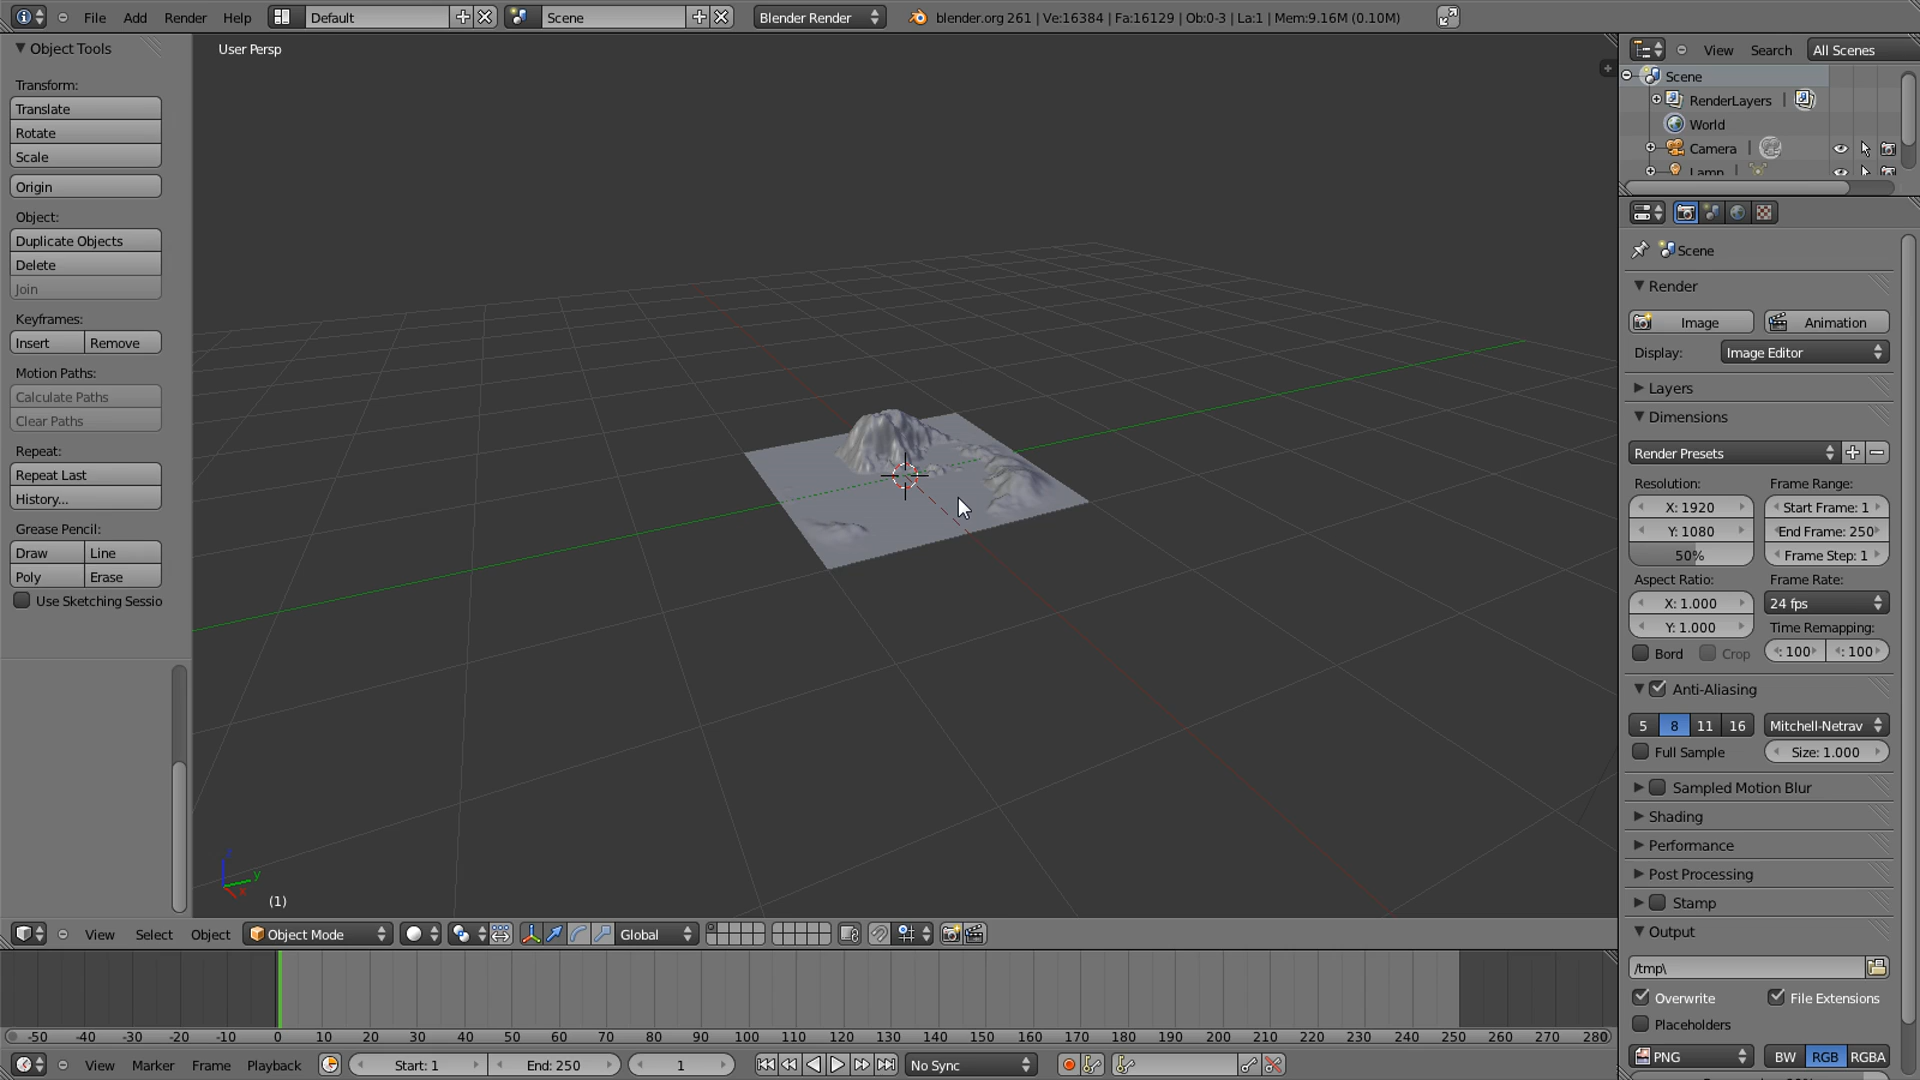 File Add Render Help Default Scene Blender Render blender.org 261 | Ve:16384 | Fa:16129 | Ob:0-3 | La:1 | Mem:9.16M (0.10M)
Object Tools
Transform:
Translate
Rotate
Scale
Origin
Object:
Duplicate Objects
Delete
Join
Keyframes:
Insert Remove
Motion Paths:
Calculate Paths
Clear Paths
Repeat:
Repeat Last
History...
Grease Pencil:
Draw Line
Poly Erase
Use Sketching Sessio
User Persp
z
y
x
(1)
View Select Object Object Mode Global
-50 -40 -30 -20 -10 0 10 20 30 40 50 60 70 80 90 100 110 120 130 140 150 160 170 180 190 200 210 220 230 240 250 260 270 280
View Marker Frame Playback Start: 1 End: 250 1 No Sync
View Search All Scenes
Scene
RenderLayers |
World
Camera |
Lamp |
Scene
Render
Image Animation
Display: Image Editor
Layers
Dimensions
Render Presets
Resolution: Frame Range:
X: 1920 Start Frame: 1
Y: 1080 End Frame: 250
50% Frame Step: 1
Aspect Ratio: Frame Rate:
X: 1.000 24 fps
Y: 1.000 Time Remapping:
Bord Crop : 100 : 100
Anti-Aliasing
5 8 11 16 Mitchell-Netrav
Full Sample Size: 1.000
Sampled Motion Blur
Shading
Performance
Post Processing
Stamp
Output
/tmp\
Overwrite File Extensions
Placeholders
PNG BW RGB RGBA